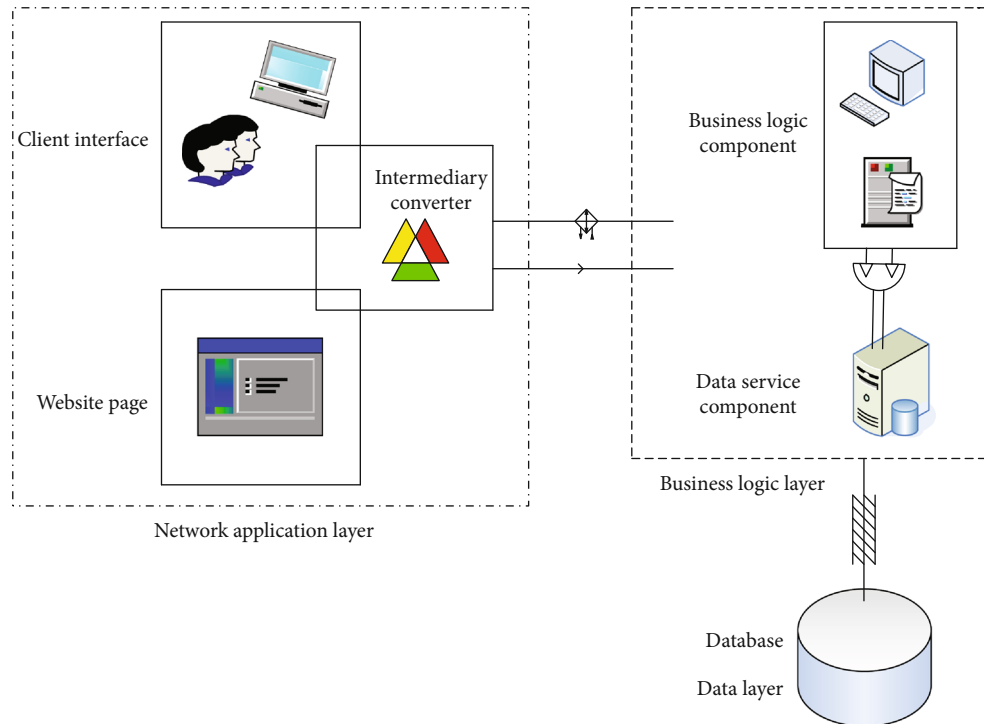 Client interface
Intermediary
converter
Website page
Network application layer
Business logic
component
Data service
component
Business logic layer
Database
Data layer